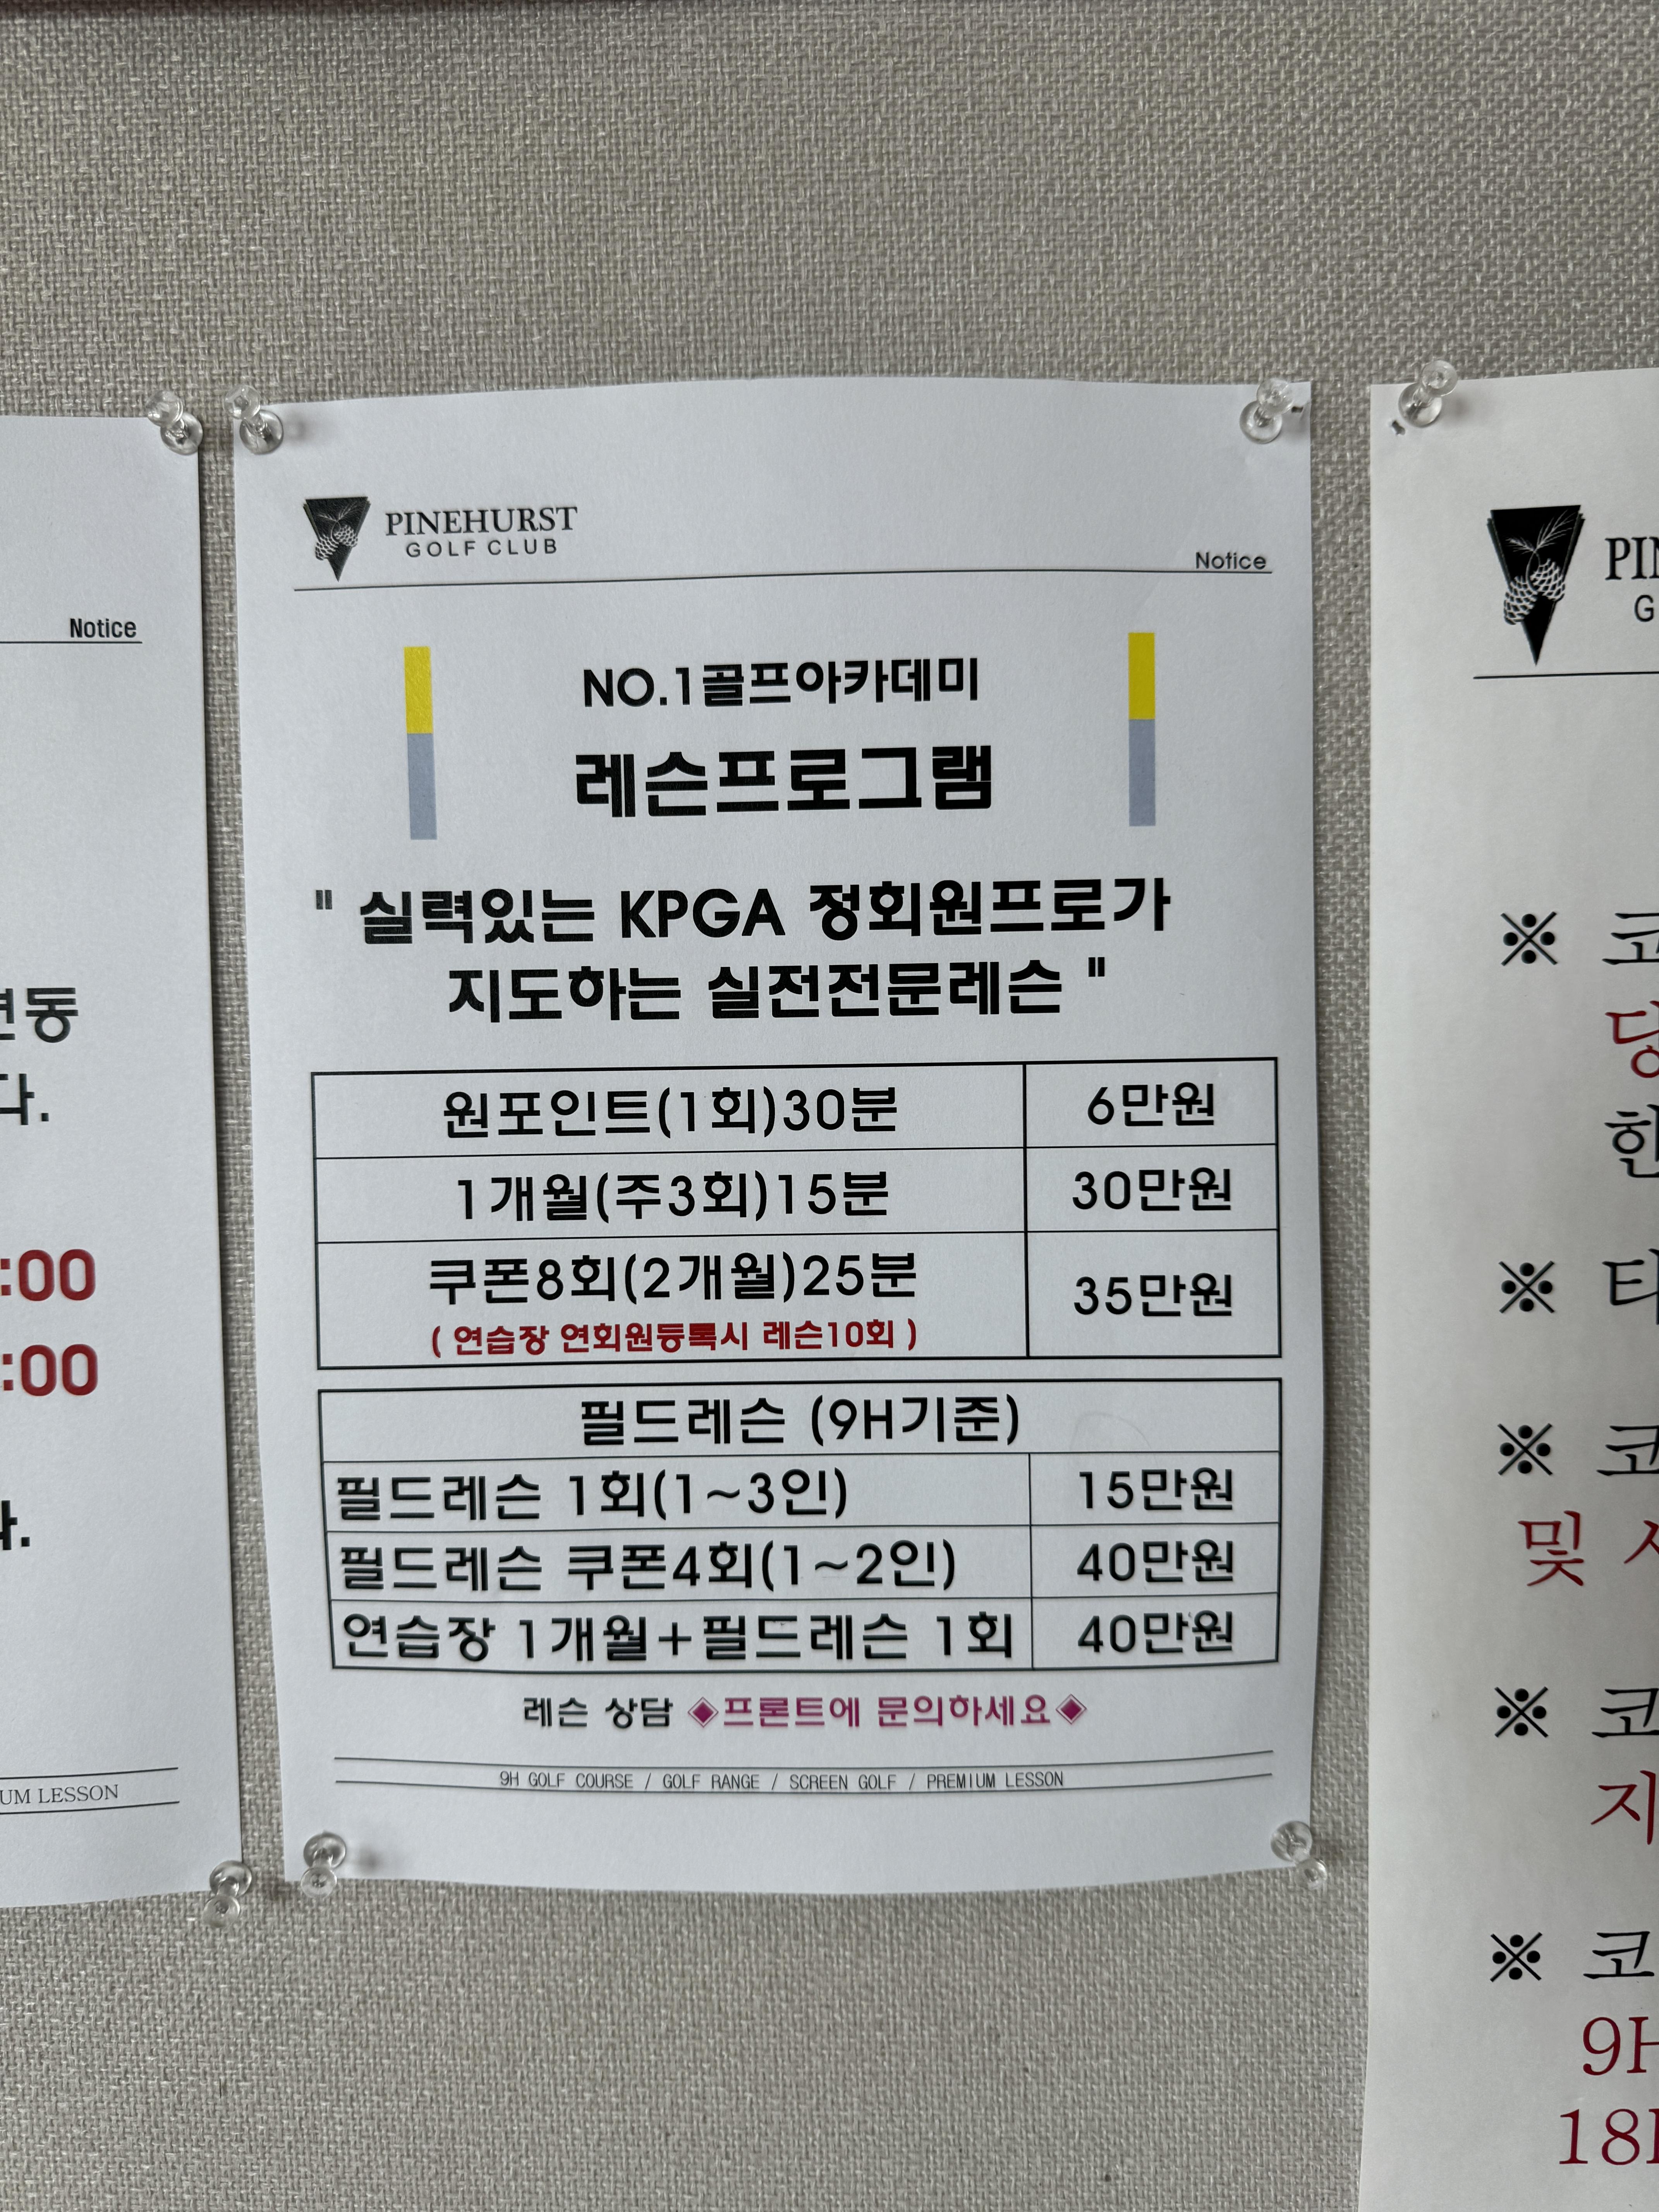 Notice
:00
:00
UM LESSON
PINEHURST
GOLF CLUB
Notice
NO.1골프아카데미
레슨프로그램
" 실력있는 KPGA 정회원프로가
지도하는 실전전문레슨 "
원포인트(1회)30분 6만원
1개월(주3회)15분 30만원
쿠폰8회(2개월)25분 35만원
( 연습장 연회원등록시 레슨10회 )
필드레슨 (9H기준)
필드레슨 1회(1~3인) 15만원
필드레슨 쿠폰4회(1~2인) 40만원
연습장 1개월+필드레슨 1회 40만원
레슨 상담 ◈프론트에 문의하세요◈
9H GOLF COURSE / GOLF RANGE / SCREEN GOLF / PREMIUM LESSON
※ 코
한
※ 타
※ 코
및
※ 코
지
※ 코
9H
18H